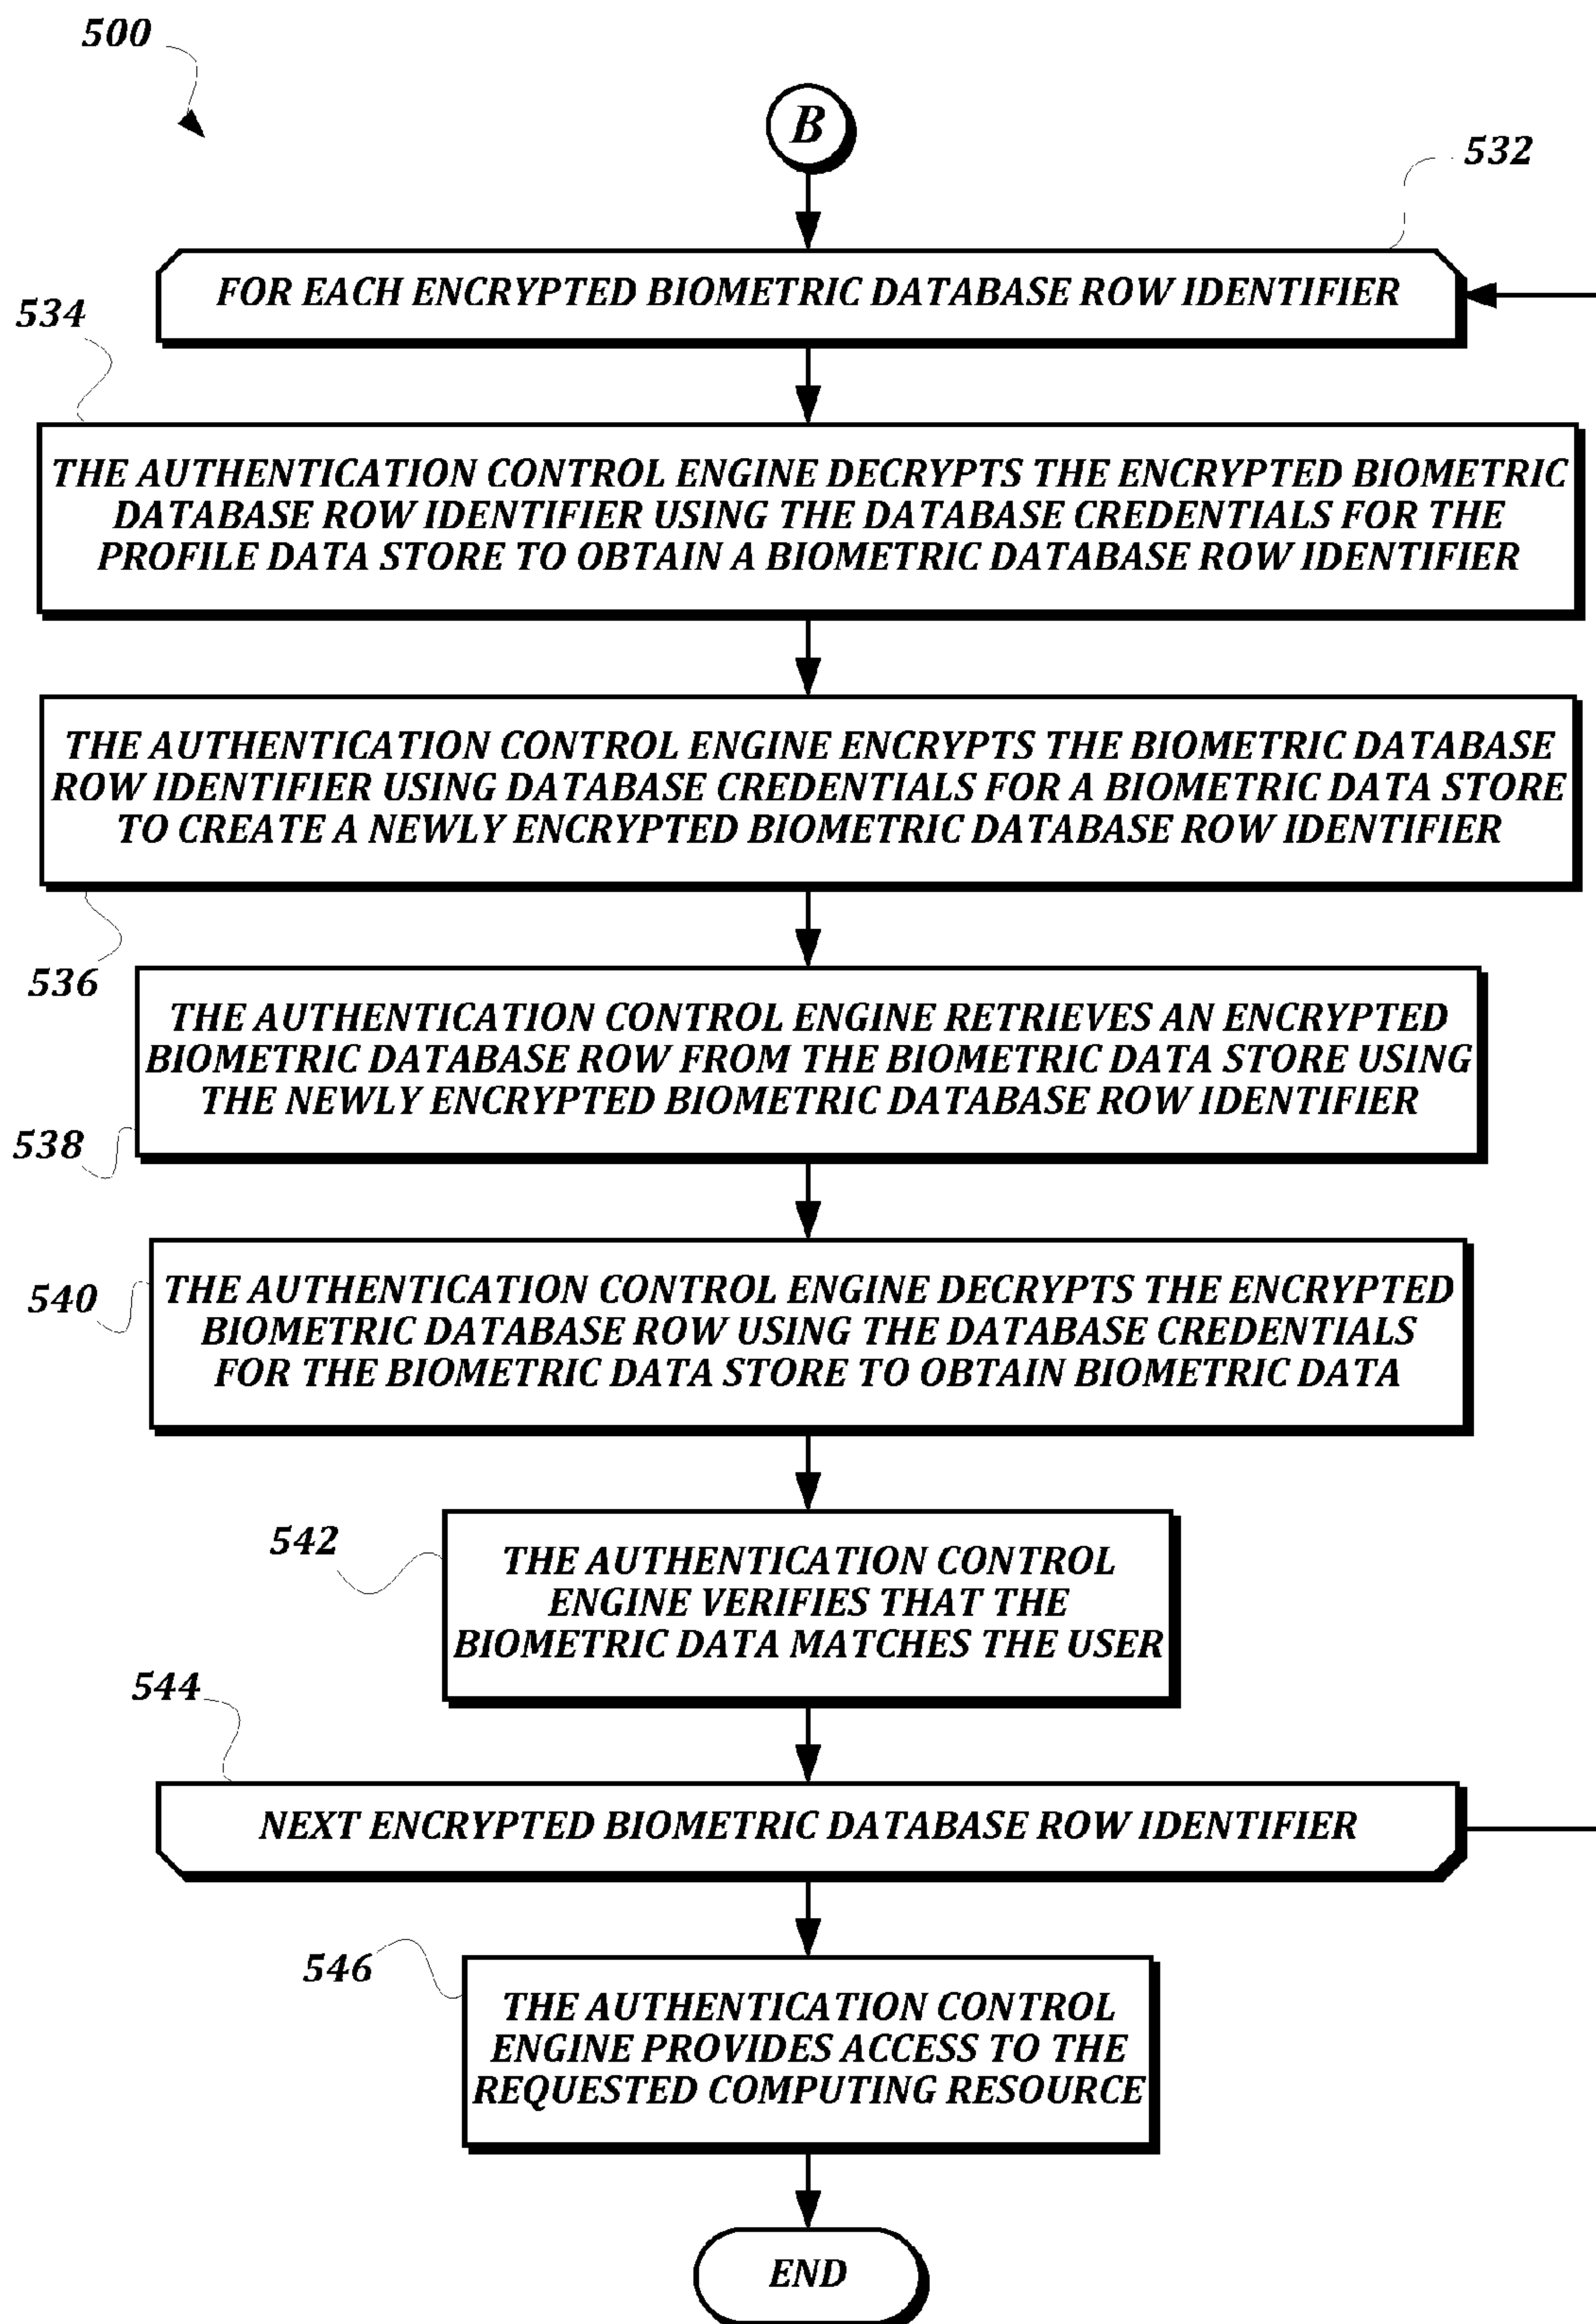 500
B
532
FOR EACH ENCRYPTED BIOMETRIC DATABASE ROW IDENTIFIER
534
THE AUTHENTICATION CONTROL ENGINE DECRYPTS THE ENCRYPTED BIOMETRIC
DATABASE ROW IDENTIFIER USING THE DATABASE CREDENTIALS FOR THE
PROFILE DATA STORE TO OBTAIN A BIOMETRIC DATABASE ROW IDENTIFIER
THE AUTHENTICATION CONTROL ENGINE ENCRYPTS THE BIOMETRIC DATABASE
ROW IDENTIFIER USING DATABASE CREDENTIALS FOR A BIOMETRIC DATA STORE
TO CREATE A NEWLY ENCRYPTED BIOMETRIC DATABASE ROW IDENTIFIER
536
THE AUTHENTICATION CONTROL ENGINE RETRIEVES AN ENCRYPTED
BIOMETRIC DATABASE ROW FROM THE BIOMETRIC DATA STORE USING
THE NEWLY ENCRYPTED BIOMETRIC DATABASE ROW IDENTIFIER
538
540
THE AUTHENTICATION CONTROL ENGINE DECRYPTS THE ENCRYPTED
BIOMETRIC DATABASE ROW USING THE DATABASE CREDENTIALS
FOR THE BIOMETRIC DATA STORE TO OBTAIN BIOMETRIC DATA
542
THE AUTHENTICATION CONTROL
ENGINE VERIFIES THAT THE
BIOMETRIC DATA MATCHES THE USER
544
NEXT ENCRYPTED BIOMETRIC DATABASE ROW IDENTIFIER
546
THE AUTHENTICATION CONTROL
ENGINE PROVIDES ACCESS TO THE
REQUESTED COMPUTING RESOURCE
END